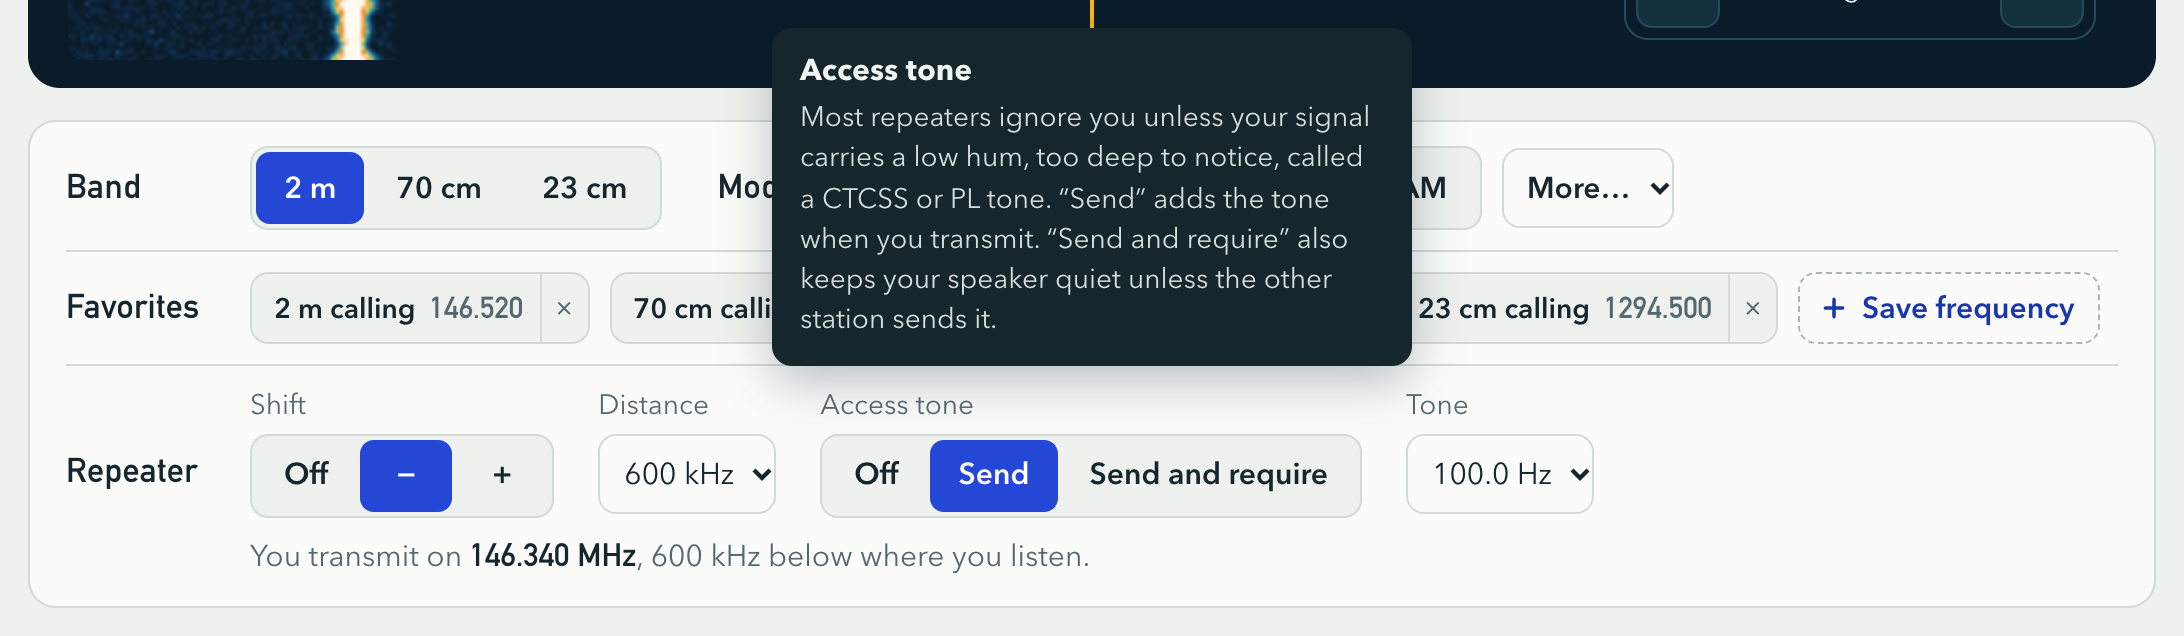 Access tone
Most repeaters ignore you unless your signal
carries a low hum, too deep to notice, called
a CTCSS or PL tone. “Send” adds the tone
when you transmit. “Send and require” also
keeps your speaker quiet unless the other
station sends it.
Band 2 m 70 cm 23 cm More...
Favorites 2 m calling 146.520 × 70 cm 23 cm calling 1294.500 × + Save frequency
Shift Distance Access tone Tone
Repeater Off − + 600 kHz Off Send Send and require 100.0 Hz
You transmit on 146.340 MHz, 600 kHz below where you listen.